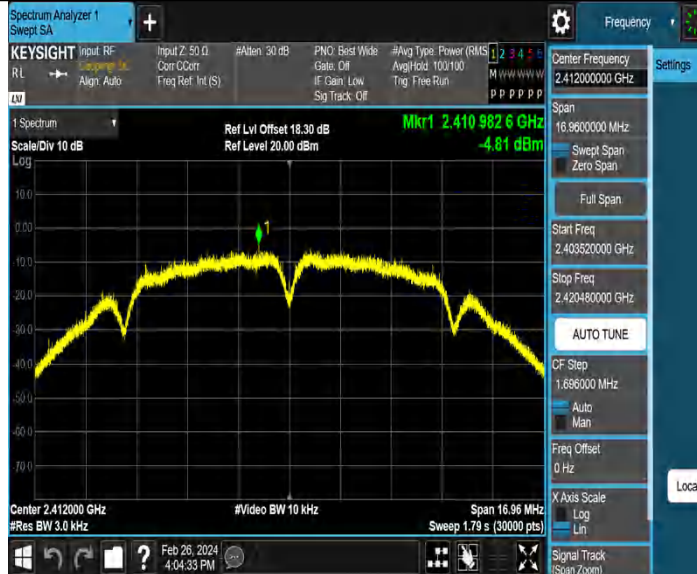 Spectrum Analyzer 1
Swept SA
+
Frequency
KEYSIGHT
RL
Input: RF
Coupling: DC
Align: Auto
Input Z: 50 Ω
Corr CCorr
Freq Ref: Int (S)
#Atten: 30 dB
PNO: Best Wide
Gate: Off
IF Gain: Low
Sig Track: Off
#Avg Type: Power (RMS
Avg|Hold: 100/100
Trig: Free Run
1 2 3 4 5 6
M W W W W W
P P P P P P
1 Spectrum
Scale/Div 10 dB
Log
Ref Lvl Offset 18.30 dB
Ref Level 20.00 dBm
Mkr1 2.410 982 6 GHz
-4.81 dBm
10.0
0.00
-10.0
-20.0
-30.0
-40.0
-50.0
-60.0
-70.0
1
Center 2.412000 GHz
#Res BW 3.0 kHz
#Video BW 10 kHz
Span 16.96 MHz
Sweep 1.79 s (30000 pts)
?
Feb 26, 2024
4:04:33 PM
Center Frequency
2.412000000 GHz
Settings
Span
16.9600000 MHz
Swept Span
Zero Span
Full Span
Start Freq
2.403520000 GHz
Stop Freq
2.420480000 GHz
AUTO TUNE
CF Step
1.696000 MHz
Auto
Man
Freq Offset
0 Hz
X Axis Scale
Log
Lin
Local
Signal Track
(Span Zoom)